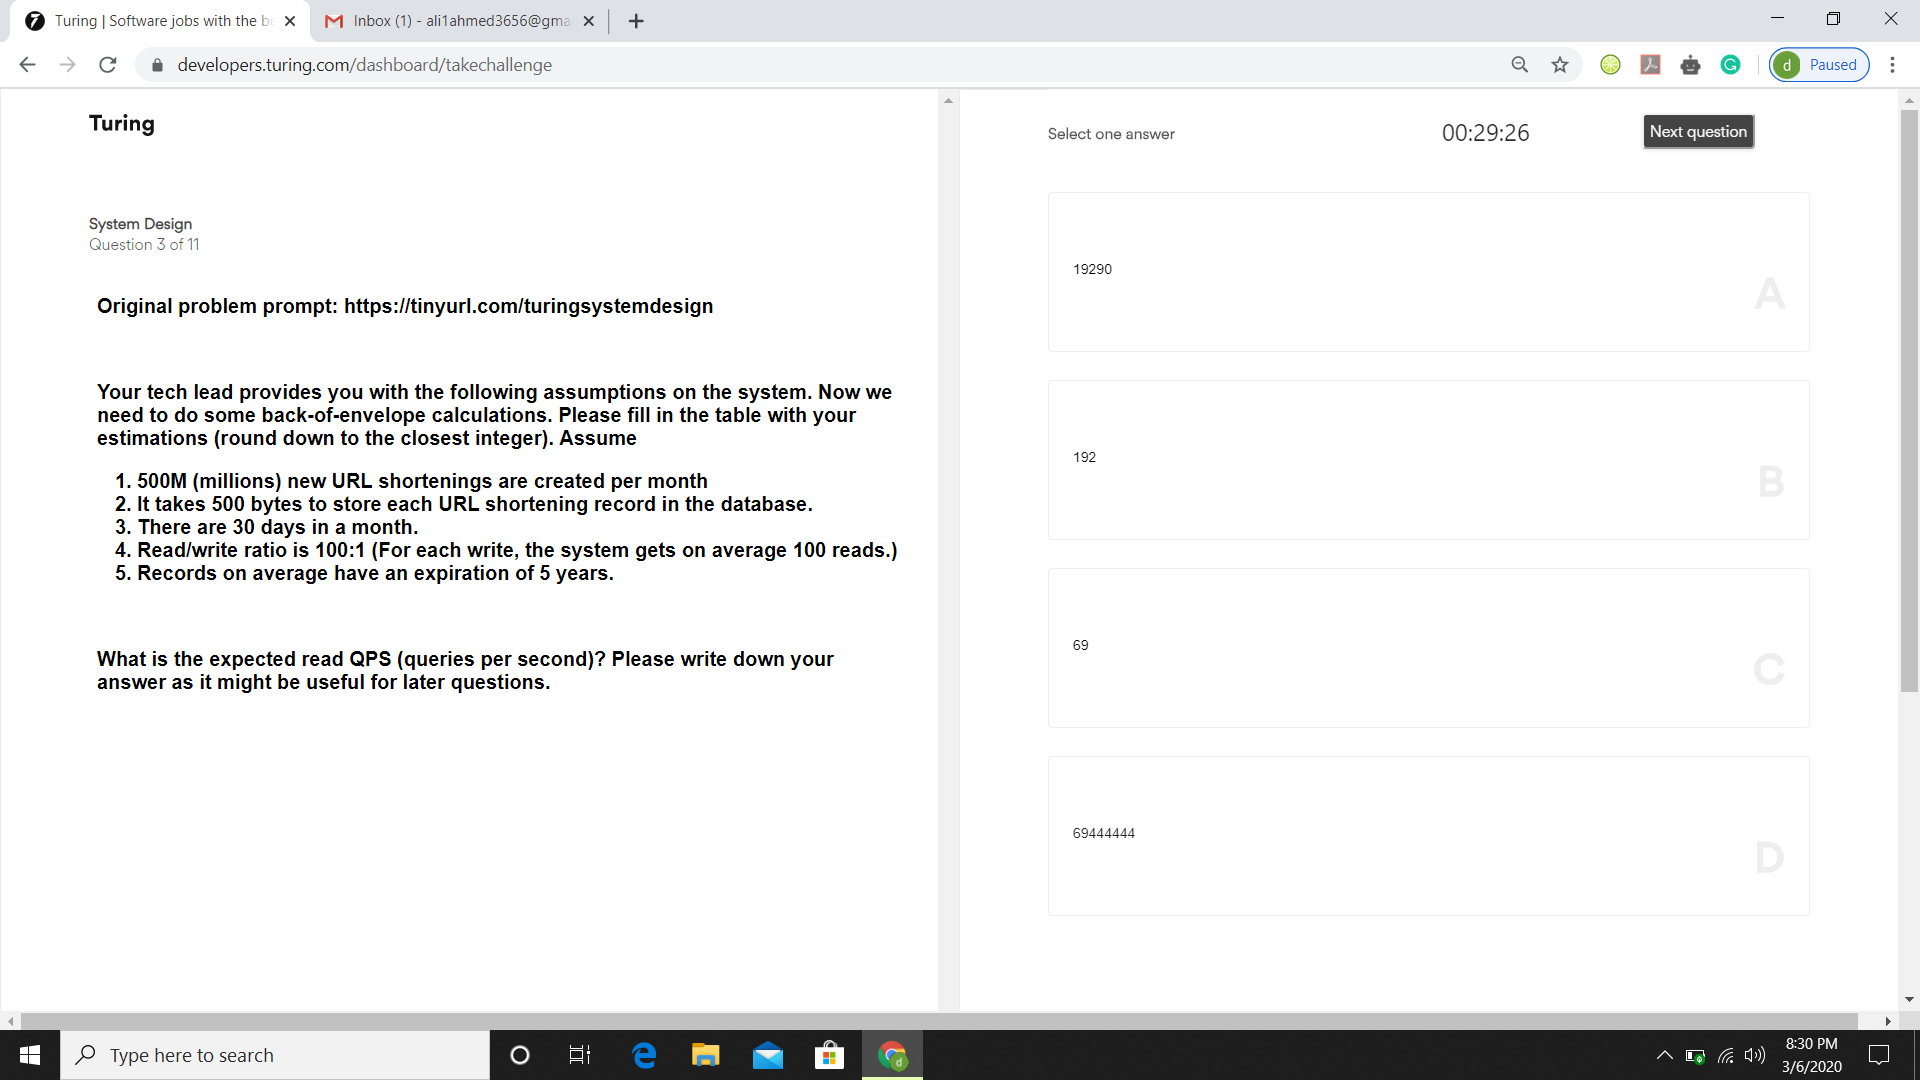 Turing | Software jobs with the b
Inbox (1) - ali1ahmed3656@gma
developers.turing.com/dashboard/takechallenge
d Paused
Turing
Select one answer
00:29:26
Next question
System Design
Question 3 of 11
Original problem prompt: https://tinyurl.com/turingsystemdesign
Your tech lead provides you with the following assumptions on the system. Now we
need to do some back-of-envelope calculations. Please fill in the table with your
estimations (round down to the closest integer). Assume
1. 500M (millions) new URL shortenings are created per month
2. It takes 500 bytes to store each URL shortening record in the database.
3. There are 30 days in a month.
4. Read/write ratio is 100:1 (For each write, the system gets on average 100 reads.)
5. Records on average have an expiration of 5 years.
What is the expected read QPS (queries per second)? Please write down your
answer as it might be useful for later questions.
19290
A
192
B
69
C
69444444
D
Type here to search
8:30 PM
3/6/2020